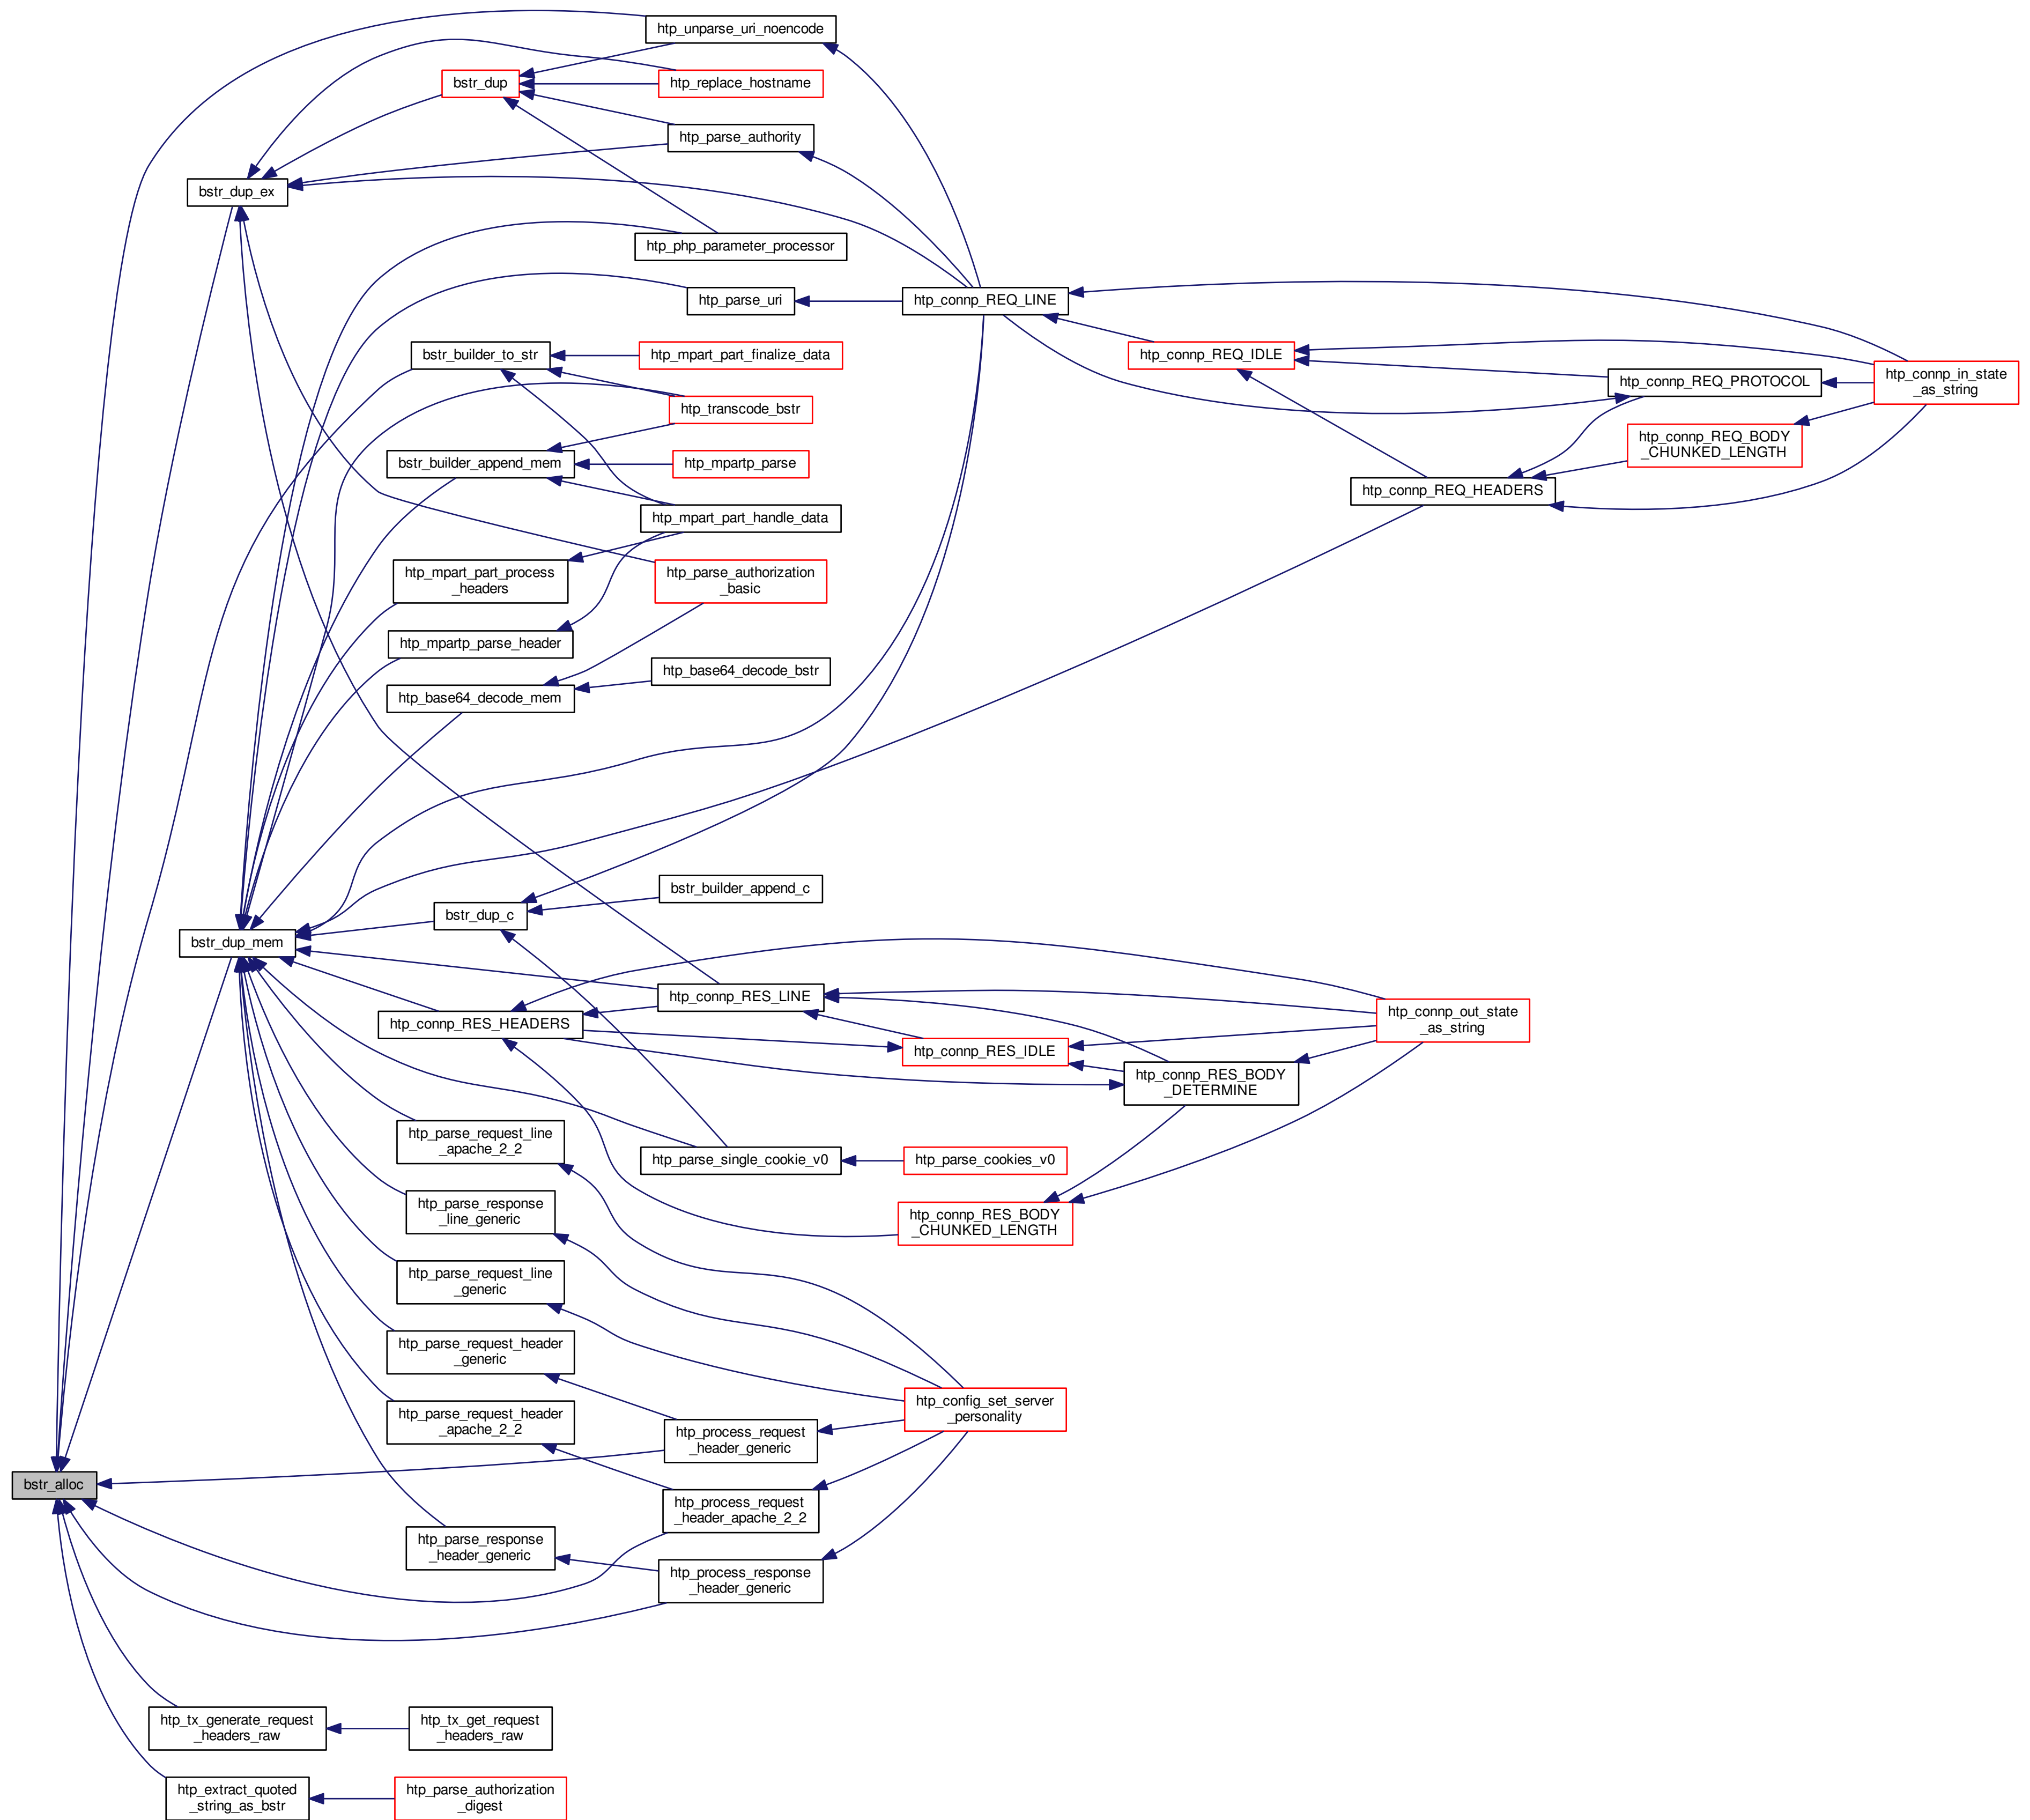 htp_unparse_uri_noencode
bstr_dup
htp_replace_hostname
htp_parse_authority
bstr_dup_ex
htp_php_parameter_processor
htp_parse_uri
htp_connp_REQ_LINE
bstr_builder_to_str
htp_mpart_part_finalize_data
htp_connp_REQ_IDLE
htp_connp_REQ_PROTOCOL
htp_connp_in_state
_as_string
htp_transcode_bstr
bstr_builder_append_mem
htp_mpartp_parse
htp_connp_REQ_BODY
_CHUNKED_LENGTH
htp_connp_REQ_HEADERS
htp_mpart_part_handle_data
htp_mpart_part_process
_headers
htp_parse_authorization
_basic
htp_mpartp_parse_header
htp_base64_decode_bstr
htp_base64_decode_mem
bstr_builder_append_c
bstr_dup_c
bstr_dup_mem
htp_connp_RES_LINE
htp_connp_RES_HEADERS
htp_connp_out_state
_as_string
htp_connp_RES_IDLE
htp_connp_RES_BODY
_DETERMINE
htp_parse_request_line
_apache_2_2
htp_parse_single_cookie_v0
htp_parse_cookies_v0
htp_parse_response
_line_generic
htp_connp_RES_BODY
_CHUNKED_LENGTH
htp_parse_request_line
_generic
htp_parse_request_header
_generic
htp_config_set_server
_personality
htp_parse_request_header
_apache_2_2
htp_process_request
_header_generic
bstr_alloc
htp_process_request
_header_apache_2_2
htp_parse_response
_header_generic
htp_process_response
_header_generic
htp_tx_generate_request
_headers_raw
htp_tx_get_request
_headers_raw
htp_extract_quoted
_string_as_bstr
htp_parse_authorization
_digest